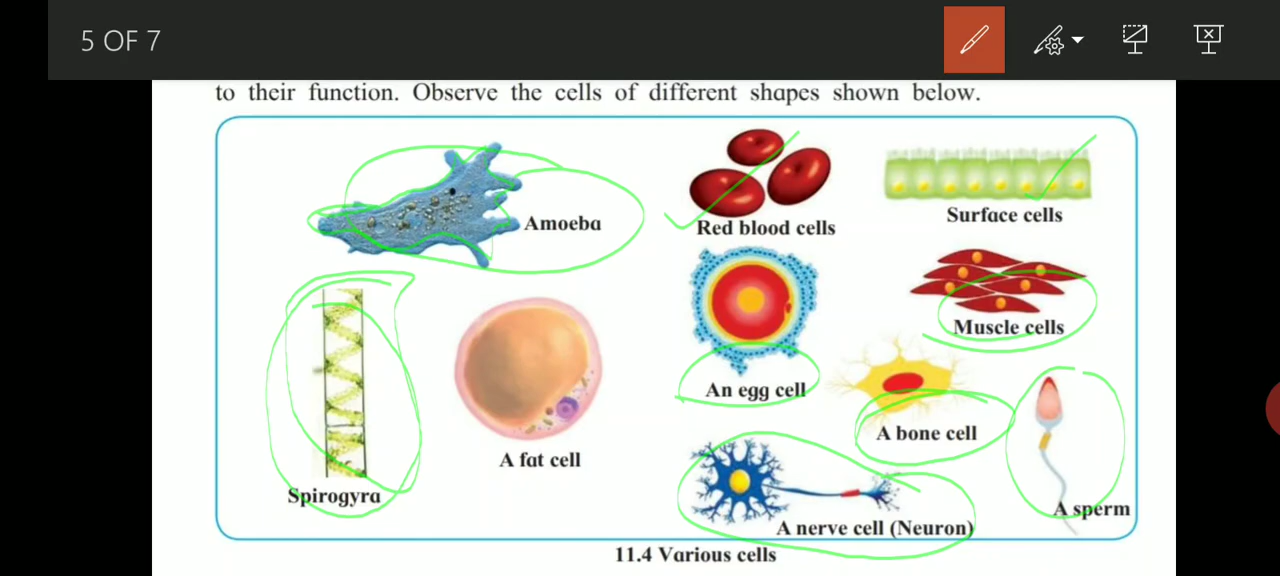 5 OF 7
to their function. Observe the cells of different shapes shown below.
Amoeba
Red blood cells
Surface cells
Muscle cells
An egg cell
A bone cell
A fat cell
Spirogyra
A sperm
A nerve cell (Neuron)
11.4 Various cells